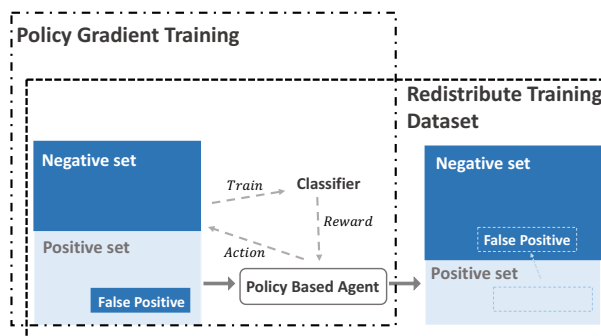 Policy Gradient Training
Redistribute Training
Dataset
Negative set
Train
Classifier
Reward
Action
Positive set
False Positive
Policy Based Agent
Negative set
False Positive
Positive set